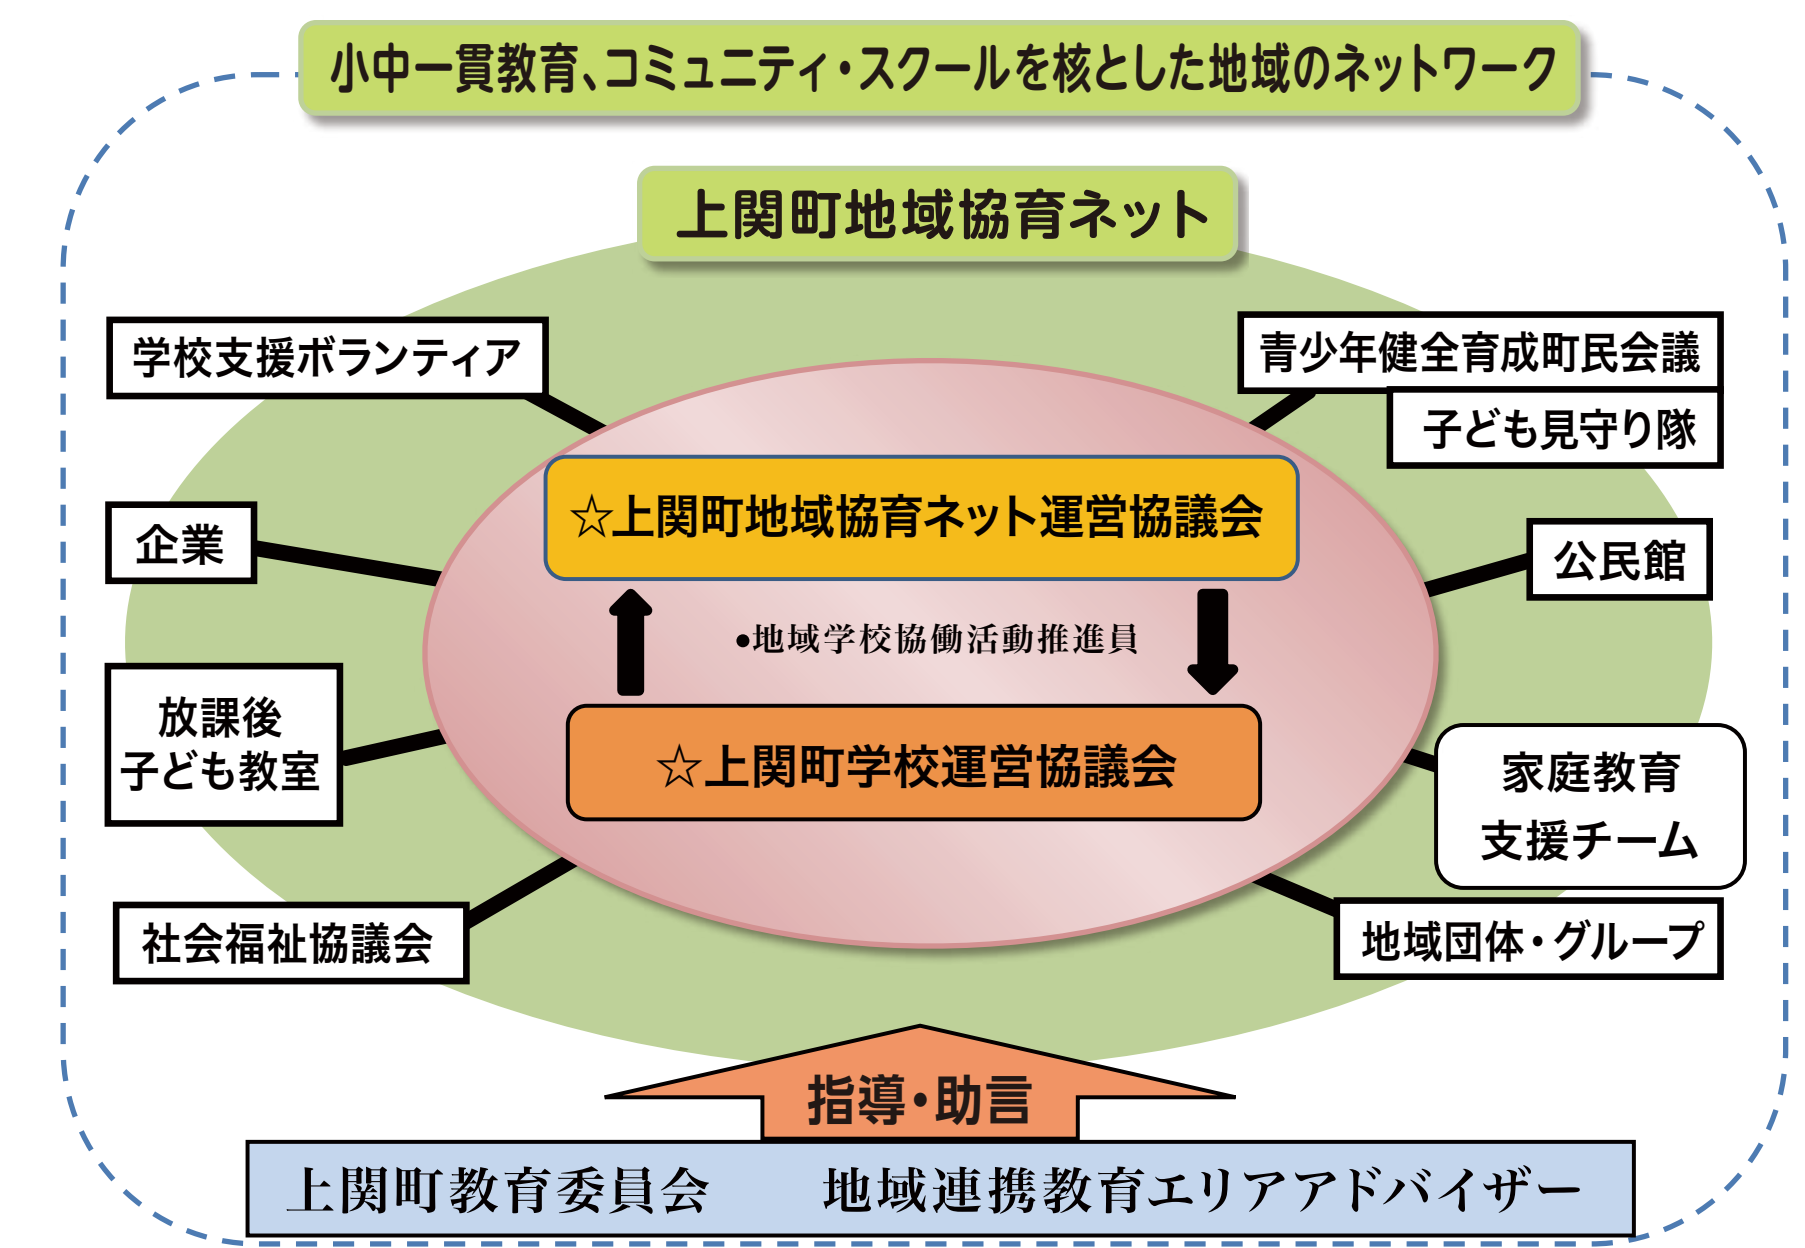 小中一貫教育、コミュニティ・スクールを核とした地域のネットワーク
上関町地域協育ネット
学校支援ボランティア
青少年健全育成町民会議
子ども見守り隊
☆上関町地域協育ネット運営協議会
企業
公民館
●地域学校協働活動推進員
放課後
子ども教室
☆上関町学校運営協議会
家庭教育
支援チーム
社会福祉協議会
地域団体・グループ
指導・助言
上関町教育委員会　　地域連携教育エリアアドバイザー